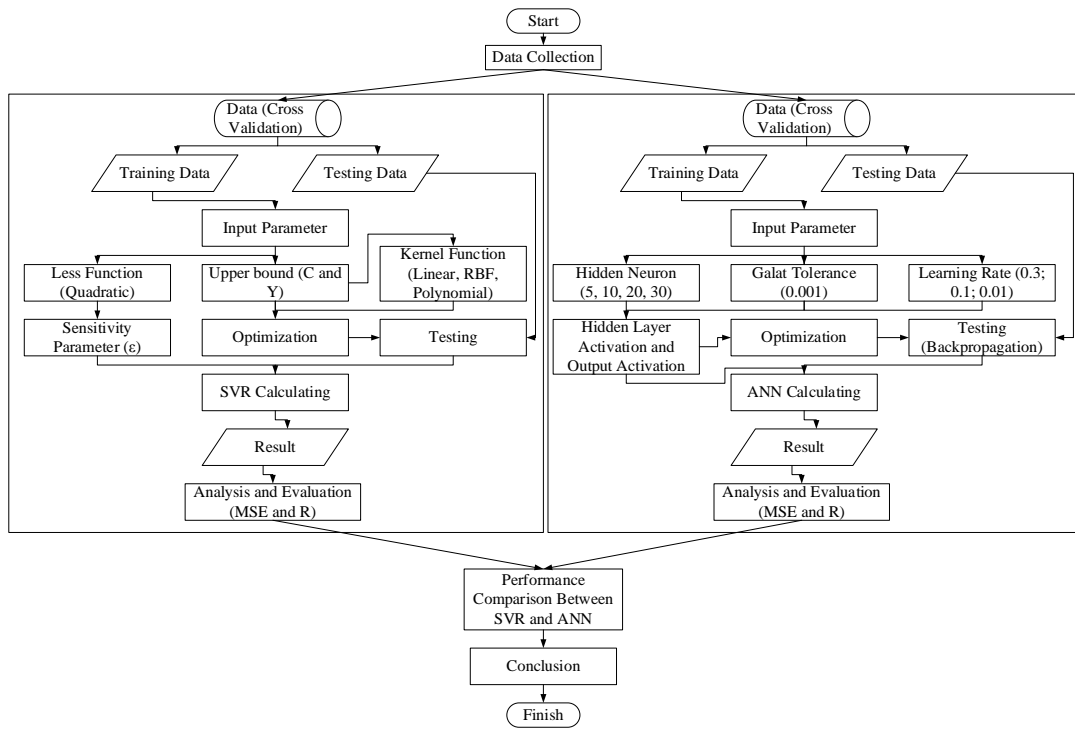 Start
Data Collection
Data (Cross
Validation)
Training Data
Testing Data
Input Parameter
Less Function
(Quadratic)
Upper bound (C and
Y)
Kernel Function
(Linear, RBF,
Polynomial)
Sensitivity
Parameter (ε)
Optimization
Testing
SVR Calculating
Result
Analysis and Evaluation
(MSE and R)
Data (Cross
Validation)
Training Data
Testing Data
Input Parameter
Hidden Neuron
(5, 10, 20, 30)
Galat Tolerance
(0.001)
Learning Rate (0.3;
0.1; 0.01)
Hidden Layer
Activation and
Output Activation
Optimization
Testing
(Backpropagation)
ANN Calculating
Result
Analysis and Evaluation
(MSE and R)
Performance
Comparison Between
SVR and ANN
Conclusion
Finish